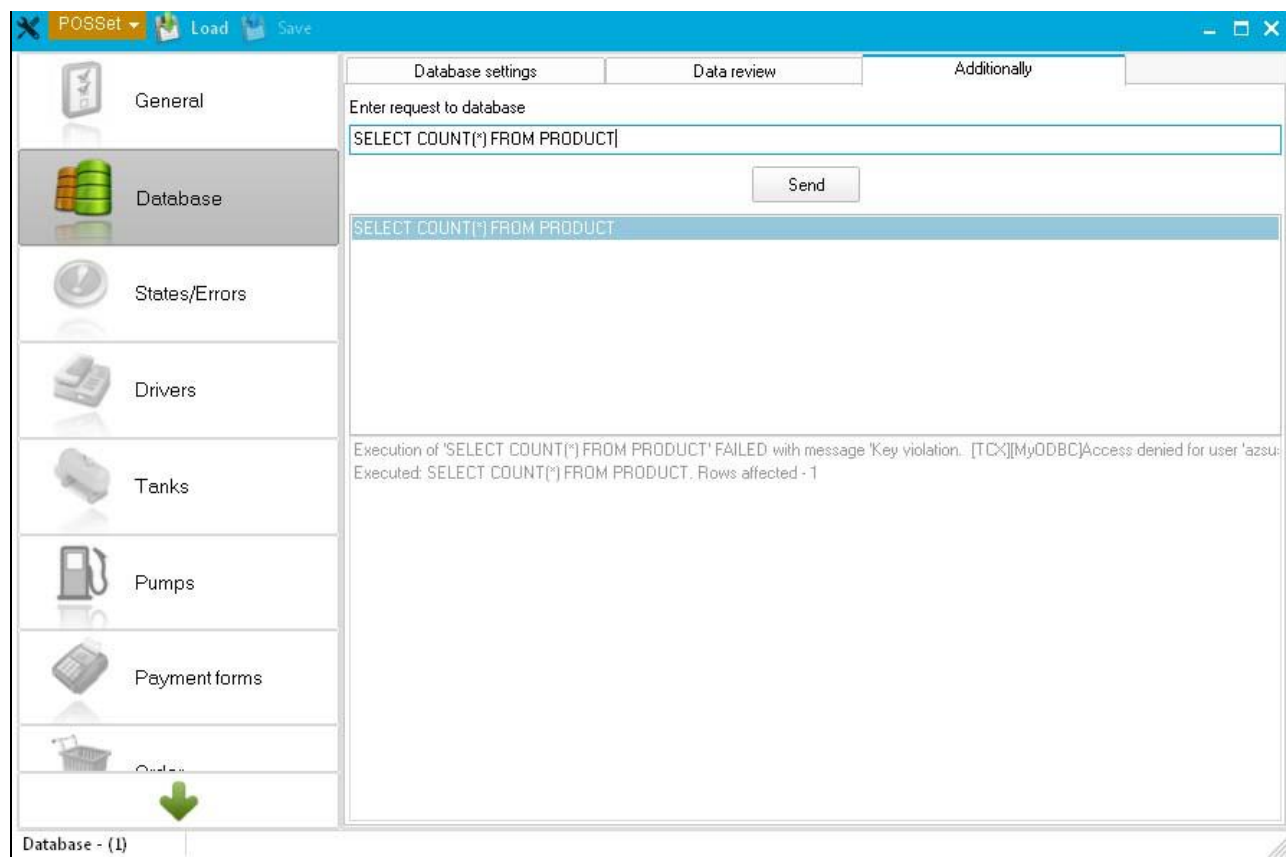 POSSet Load Save
General
Database
States/Errors
Drivers
Tanks
Pumps
Payment forms
Order
Database settings Data review Additionally
Enter request to database
SELECT COUNT(*) FROM PRODUCT
Send
SELECT COUNT(*) FROM PRODUCT
Execution of 'SELECT COUNT(*) FROM PRODUCT' FAILED with message 'Key violation. [TCX][MyODBC]Access denied for user 'azsu
Executed: SELECT COUNT(*) FROM PRODUCT. Rows affected - 1
Database - (1)